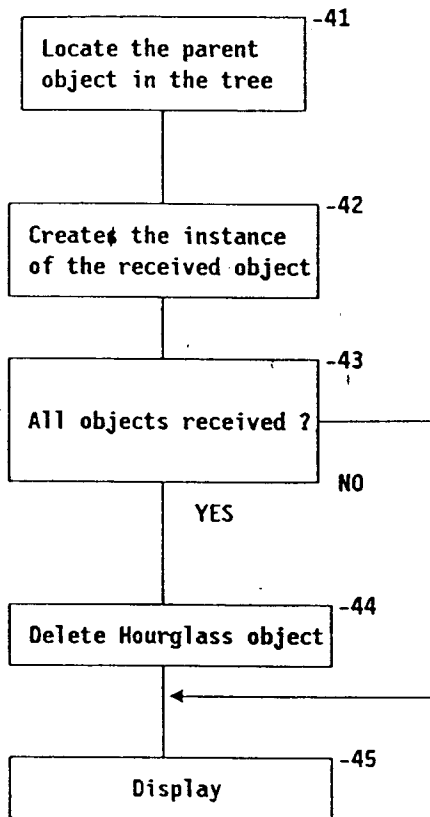 -41
Locate the parent
object in the tree
-42
Create the instance
of the received object
-43
All objects received ?
NO
YES
-44
Delete Hourglass object
-45
Display